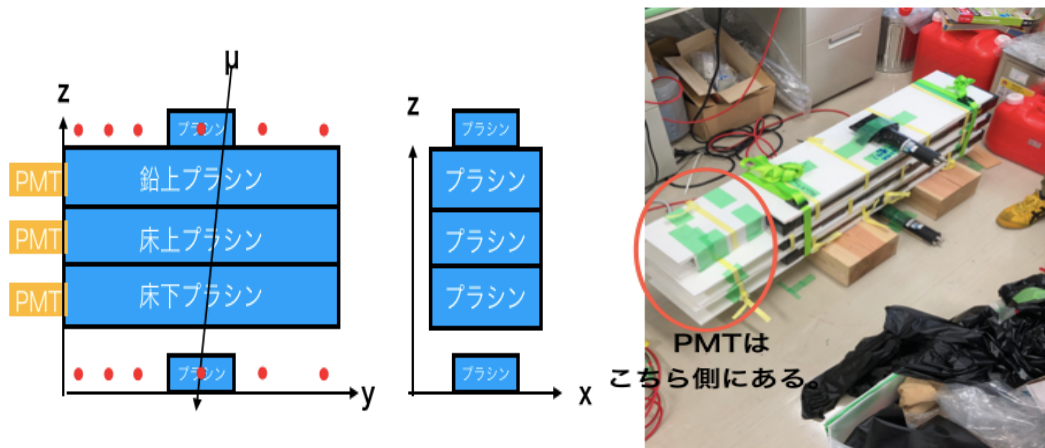 μ
z
プラシン
PMT
鉛上プラシン
PMT
床上プラシン
PMT
床下プラシン
プラシン
y
z
プラシン
プラシン
プラシン
プラシン
プラシン
x
PMTは
こちら側にある。